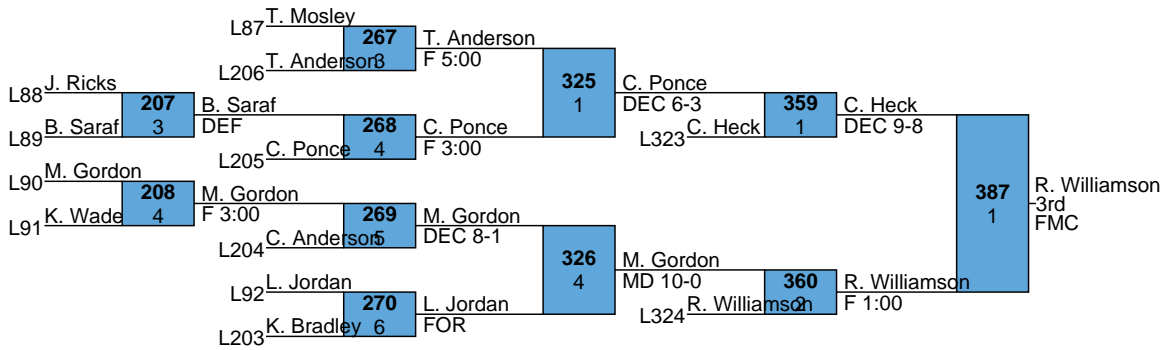 L87 T. Mosley
267
3
T. Anderson
F 5:00
L206 T. Anderson
325
1
C. Ponce
DEC 6-3
L88 J. Ricks
207
3
B. Saraf
DEF
L89 B. Saraf
268
4
C. Ponce
F 3:00
L205 C. Ponce
359
1
C. Heck
DEC 9-8
L323 C. Heck
L90 M. Gordon
208
4
M. Gordon
F 3:00
L91 K. Wade
269
5
M. Gordon
DEC 8-1
L204 C. Anderson
326
4
M. Gordon
MD 10-0
L92 L. Jordan
270
6
L. Jordan
FOR
L203 K. Bradley
360
2
R. Williamson
F 1:00
L324 R. Williamson
387
1
R. Williamson
3rd
FMC